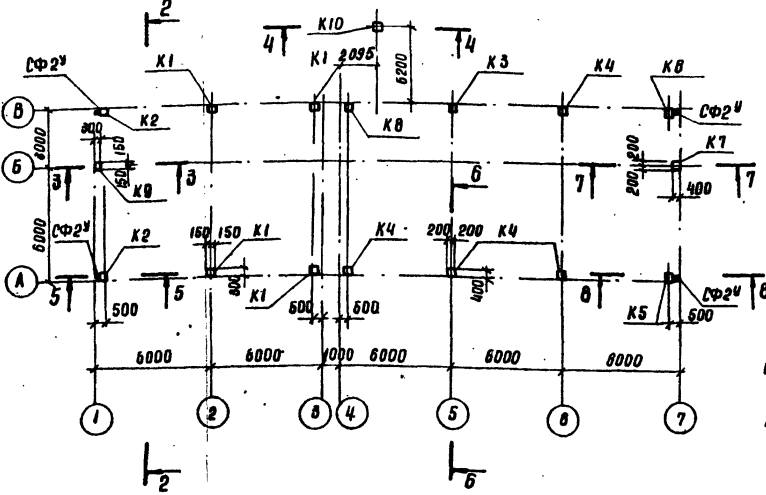 2
К10
4 4
СФ2У К1 К1 2095 6200 К3 К4 К8
В К2 К8 СФ2У
300 150
6000
Б 3 3 6 7 200 К7 7
150 К9 200 400
6000
СФ2У К2 150 150 К1 К4 200 200 К4
А
5 5 300 К1 400 8 8
500 500 500 К5 СФ2У 500
6000 6000 1000 6000 6000 6000
1 2 3 4 5 6 7
2 6